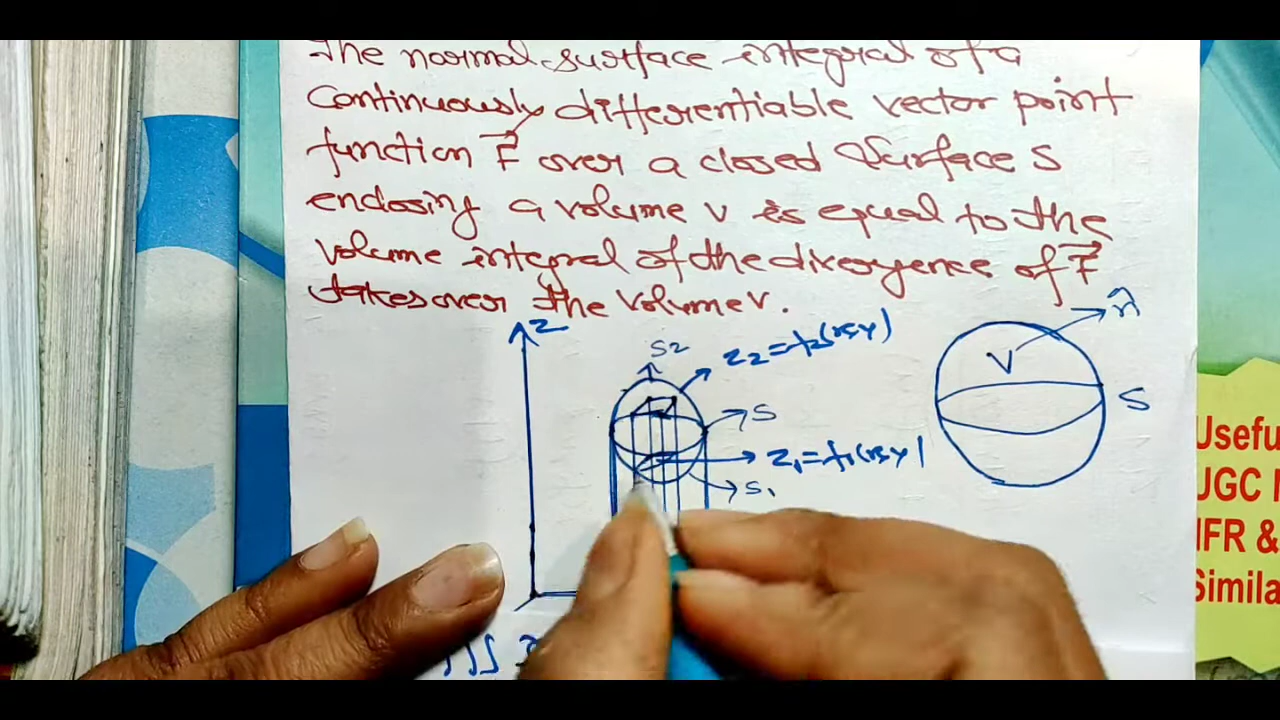 The normal surface integral of a
Continuously differentiable vector point
function F⃗ over a closed Surface S
enclosing a volume V is equal to the
volume integral of the divergence of F⃗
takes over the volume V.
Z
S2
Z2=f2(x,y)
n̂
V
S
S
Z1=f1(x,y)
S1
∭
Usefu
UGC
IFR &
Simila